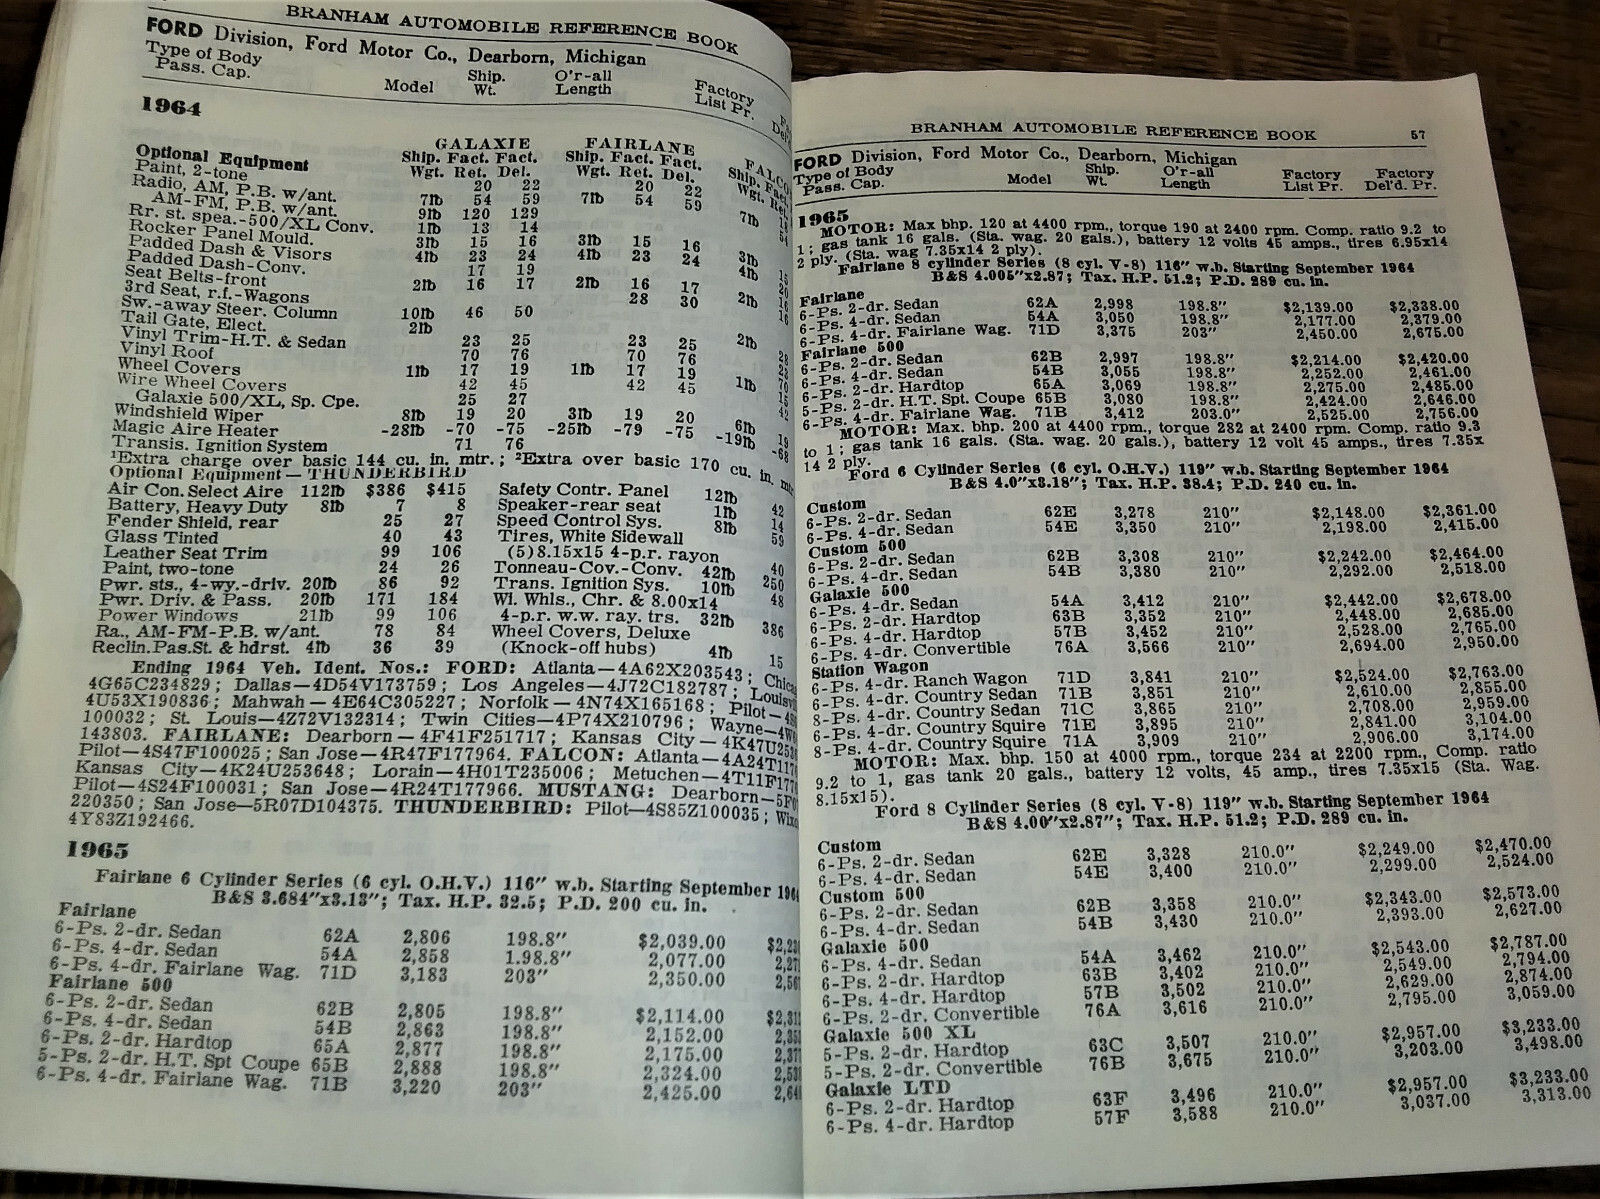 BRANHAM AUTOMOBILE REFERENCE BOOK
FORD Division, Ford Motor Co., Dearborn, Michigan
Type of Body Ship. O'r-all Factory
Pass. Cap. Model Wt. Length List Pr.
1964
GALAXIE FAIRLANE
Optional Equipment Ship. Fact. Fact. Ship. Fact. Fact. Ship.
Wgt. Ret. Del. Wgt. Ret. Del. Wgt.
Paint, 2-tone 20 22 20 22
Radio, AM, P.B. w/ant. 7lb 54 59 7lb 54 59 7lb
AM-FM, P.B. w/ant. 9lb 120 129
Rr. st. spea.-500/XL Conv. 1lb 13 14
Rocker Panel Mould. 3lb 15 16 3lb 15 16 3lb
Padded Dash & Visors 4lb 23 24 4lb 23 24 4lb
Padded Dash-Conv. 17 19
Seat Belts-front 2lb 16 17 2lb 16 17 2lb
3rd Seat, r.f.-Wagons 28 30
Sw.-away Steer. Column 10lb 46 50
Tail Gate, Elect. 2lb 2lb
Vinyl Trim-H.T. & Sedan 23 25 23 25
Vinyl Roof 70 76 70 76
Wheel Covers 1lb 17 19 1lb 17 19 1lb
Wire Wheel Covers 42 45 42 45
Galaxie 500/XL, Sp. Cpe. 25 27
Windshield Wiper 8lb 19 20 3lb 19 20 6lb
Magic Aire Heater -28lb -70 -75 -25lb -79 -75 -19lb -68
Transis. Ignition System 71 76
¹Extra charge over basic 144 cu. in. mtr.; ²Extra over basic 170 cu. in. mtr.
Optional Equipment — THUNDERBIRD
Air Con. Select Aire 112lb $386 $415 Safety Contr. Panel 12lb 42
Battery, Heavy Duty 8lb 7 8 Speaker-rear seat 1lb 14
Fender Shield, rear 25 27 Speed Control Sys. 8lb 59
Glass Tinted 40 43 Tires, White Sidewall
Leather Seat Trim 99 106 (5) 8.15x15 4-p.r. rayon 40
Paint, two-tone 24 26 Tonneau-Cov.-Conv. 42lb 250
Pwr. sts., 4-wy.-driv. 20lb 86 92 Trans. Ignition Sys. 10lb 48
Pwr. Driv. & Pass. 20lb 171 184 Wl. Whls., Chr. & 8.00x14
Power Windows 21lb 99 106 4-p.r. w.w. ray. trs. 32lb 386
Ra., AM-FM-P.B. w/ant. 78 84 Wheel Covers, Deluxe
Reclin.Pas.St. & hdrst. 4lb 36 39 (Knock-off hubs) 4lb 15
Ending 1964 Veh. Ident. Nos.: FORD: Atlanta—4A62X203543;
4G65C234829; Dallas—4D54V173759; Los Angeles—4J72C182787;
4U53X190836; Mahwah—4E64C305227; Norfolk—4N74X165168; Pilot—
100032; St. Louis—4Z72V132314; Twin Cities—4P74X210796; Wayne—
143803. FAIRLANE: Dearborn—4F41F251717; Kansas City—
Pilot—4S47F100025; San Jose—4R47F177964. FALCON: Atlanta—
Kansas City—4K24U253648; Lorain—4H01T235006; Metuchen—
Pilot—4S24F100031; San Jose—4R24T177966. MUSTANG: Dearborn—
220350; San Jose—5R07D104375. THUNDERBIRD: Pilot—4S85Z100035;
4Y83Z192466.
1965
Fairlane 6 Cylinder Series (6 cyl. O.H.V.) 116" w.b. Starting September
B&S 3.684"x3.13"; Tax. H.P. 32.5; P.D. 200 cu. in.
Fairlane
6-Ps. 2-dr. Sedan 62A 2,806 198.8" $2,039.00
6-Ps. 4-dr. Sedan 54A 2,858 1.98.8" 2,077.00
6-Ps. 4-dr. Fairlane Wag. 71D 3,183 203" 2,350.00
Fairlane 500
6-Ps. 2-dr. Sedan 62B 2,805 198.8" $2,114.00
6-Ps. 4-dr. Sedan 54B 2,863 198.8" 2,152.00
6-Ps. 2-dr. Hardtop 65A 2,877 198.8" 2,175.00
5-Ps. 2-dr. H.T. Spt Coupe 65B 2,888 198.8" 2,324.00
6-Ps. 4-dr. Fairlane Wag. 71B 3,220 203" 2,425.00
BRANHAM AUTOMOBILE REFERENCE BOOK 57
FORD Division, Ford Motor Co., Dearborn, Michigan
Type of Body Ship. O'r-all Factory Factory
Pass. Cap. Model Wt. Length List Pr. Del'd. Pr.
1965
MOTOR: Max bhp. 120 at 4400 rpm., torque 190 at 2400 rpm. Comp. ratio 9.2 to
1; gas tank 16 gals. (Sta. wag. 20 gals.), battery 12 volts 45 amps., tires 6.95x14
2 ply. (Sta. wag 7.35x14 2 ply).
Fairlane 8 cylinder Series (8 cyl. V-8) 116" w.b. Starting September 1964
B&S 4.005"x2.87; Tax. H.P. 51.2; P.D. 289 cu. in.
Fairlane
6-Ps. 2-dr. Sedan 62A 2,998 198.8" $2,139.00 $2,338.00
6-Ps. 4-dr. Sedan 54A 3,050 198.8" 2,177.00 2,379.00
6-Ps. 4-dr. Fairlane Wag. 71D 3,375 203" 2,450.00 2,675.00
Fairlane 500
6-Ps. 2-dr. Sedan 62B 2,997 198.8" $2,214.00 $2,420.00
6-Ps. 4-dr. Sedan 54B 3,055 198.8" 2,252.00 2,461.00
6-Ps. 2-dr. Hardtop 65A 3,069 198.8" 2,275.00 2,485.00
5-Ps. 2-dr. H.T. Spt. Coupe 65B 3,080 198.8" 2,424.00 2,646.00
6-Ps. 4-dr. Fairlane Wag. 71B 3,412 203.0" 2,525.00 2,756.00
MOTOR: Max. bhp. 200 at 4400 rpm., torque 282 at 2400 rpm. Comp. ratio 9.3
to 1; gas tank 16 gals. (Sta. wag. 20 gals.), battery 12 volt 45 amps., tires 7.35x
14 2 ply.
Ford 6 Cylinder Series (6 cyl. O.H.V.) 119" w.b. Starting September 1964
B&S 4.0"x3.18"; Tax. H.P. 38.4; P.D. 240 cu. in.
Custom
6-Ps. 2-dr. Sedan 62E 3,278 210" $2,148.00 $2,361.00
6-Ps. 4-dr. Sedan 54E 3,350 210" 2,198.00 2,415.00
Custom 500
6-Ps. 2-dr. Sedan 62B 3,308 210" $2,242.00 $2,464.00
6-Ps. 4-dr. Sedan 54B 3,380 210" 2,292.00 2,518.00
Galaxie 500
6-Ps. 4-dr. Sedan 54A 3,412 210" $2,442.00 $2,678.00
6-Ps. 2-dr. Hardtop 63B 3,352 210" 2,448.00 2,685.00
6-Ps. 4-dr. Hardtop 57B 3,452 210" 2,528.00 2,765.00
6-Ps. 4-dr. Convertible 76A 3,566 210" 2,694.00 2,950.00
Station Wagon
6-Ps. 4-dr. Ranch Wagon 71D 3,841 210" $2,524.00 $2,763.00
6-Ps. 4-dr. Country Sedan 71B 3,851 210" 2,610.00 2,855.00
8-Ps. 4-dr. Country Sedan 71C 3,865 210" 2,708.00 2,959.00
6-Ps. 4-dr. Country Squire 71E 3,895 210" 2,841.00 3,104.00
8-Ps. 4-dr. Country Squire 71A 3,909 210" 2,906.00 3,174.00
MOTOR: Max. bhp. 150 at 4000 rpm., torque 234 at 2200 rpm., Comp. ratio
9.2 to 1, gas tank 20 gals., battery 12 volts, 45 amp., tires 7.35x15 (Sta. Wag.
8.15x15).
Ford 8 Cylinder Series (8 cyl. V-8) 119" w.b. Starting September 1964
B&S 4.00"x2.87"; Tax. H.P. 51.2; P.D. 289 cu. in.
Custom
6-Ps. 2-dr. Sedan 62E 3,328 210.0" $2,249.00 $2,470.00
6-Ps. 4-dr. Sedan 54E 3,400 210.0" 2,299.00 2,524.00
Custom 500
6-Ps. 2-dr. Sedan 62B 3,358 210.0" $2,343.00 $2,573.00
6-Ps. 4-dr. Sedan 54B 3,430 210.0" 2,393.00 2,627.00
Galaxie 500
6-Ps. 4-dr. Sedan 54A 3,462 210.0" $2,543.00 $2,787.00
6-Ps. 2-dr. Hardtop 63B 3,402 210.0" 2,549.00 2,794.00
6-Ps. 4-dr. Hardtop 57B 3,502 210.0" 2,629.00 2,874.00
6-Ps. 2-dr. Convertible 76A 3,616 210.0" 2,795.00 3,059.00
Galaxie 500 XL
5-Ps. 2-dr. Hardtop 63C 3,507 210.0" $2,957.00 $3,233.00
5-Ps. 2-dr. Convertible 76B 3,675 210.0" 3,203.00 3,498.00
Galaxie LTD
6-Ps. 2-dr. Hardtop 63F 3,496 210.0" $2,957.00 $3,233.00
6-Ps. 4-dr. Hardtop 57F 3,588 210.0" 3,037.00 3,313.00